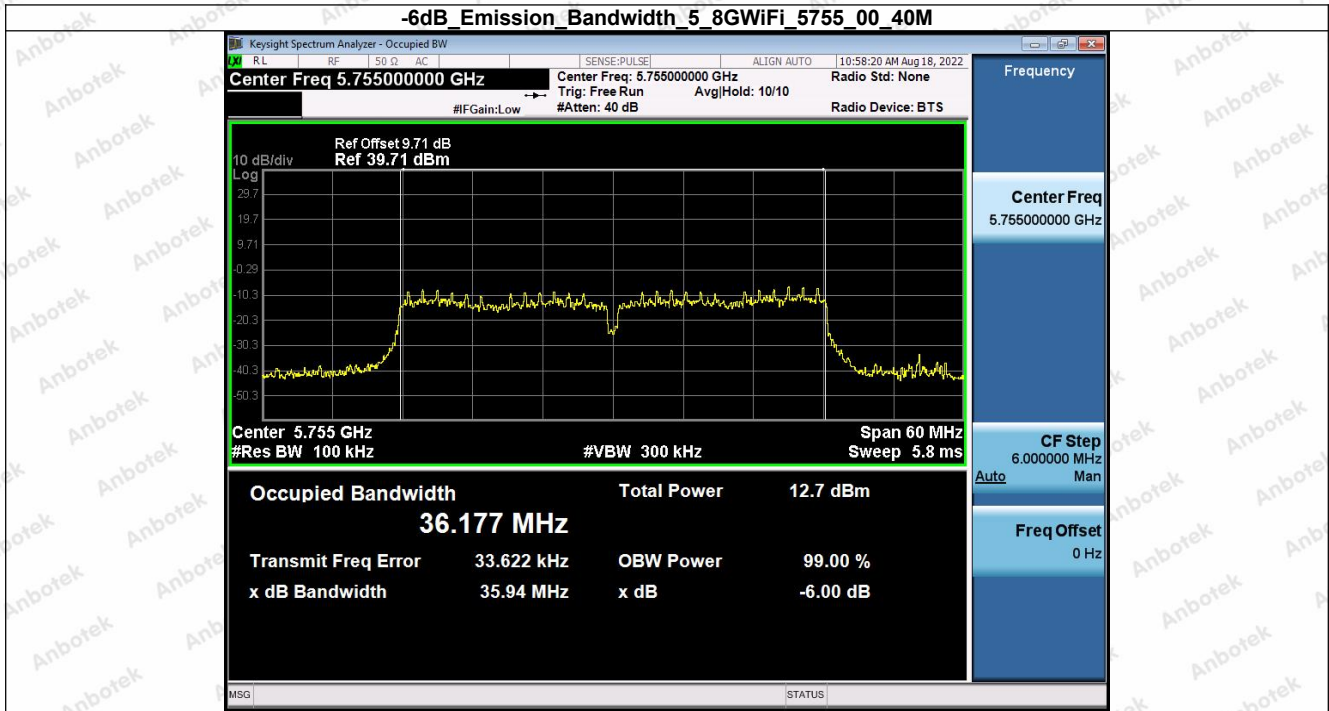 -6dB_Emission_Bandwidth_5_8GWiFi_5755_00_40M
Keysight Spectrum Analyzer - Occupied BW
LXI RL RF 50 Ω AC SENSE:PULSE ALIGN AUTO 10:58:20 AM Aug 18, 2022
Center Freq 5.755000000 GHz
Center Freq: 5.755000000 GHz
Radio Std: None
Trig: Free Run Avg|Hold: 10/10
#IFGain:Low #Atten: 40 dB Radio Device: BTS
Ref Offset 9.71 dB
10 dB/div Ref 39.71 dBm
Log
29.7
19.7
9.71
-0.29
-10.3
-20.3
-30.3
-40.3
-50.3
Center 5.755 GHz Span 60 MHz
#Res BW 100 kHz #VBW 300 kHz Sweep 5.8 ms
Occupied Bandwidth Total Power 12.7 dBm
36.177 MHz
Transmit Freq Error 33.622 kHz OBW Power 99.00 %
x dB Bandwidth 35.94 MHz x dB -6.00 dB
MSG STATUS
Frequency
Center Freq
5.755000000 GHz
CF Step
6.000000 MHz
Auto Man
Freq Offset
0 Hz
Anbotek